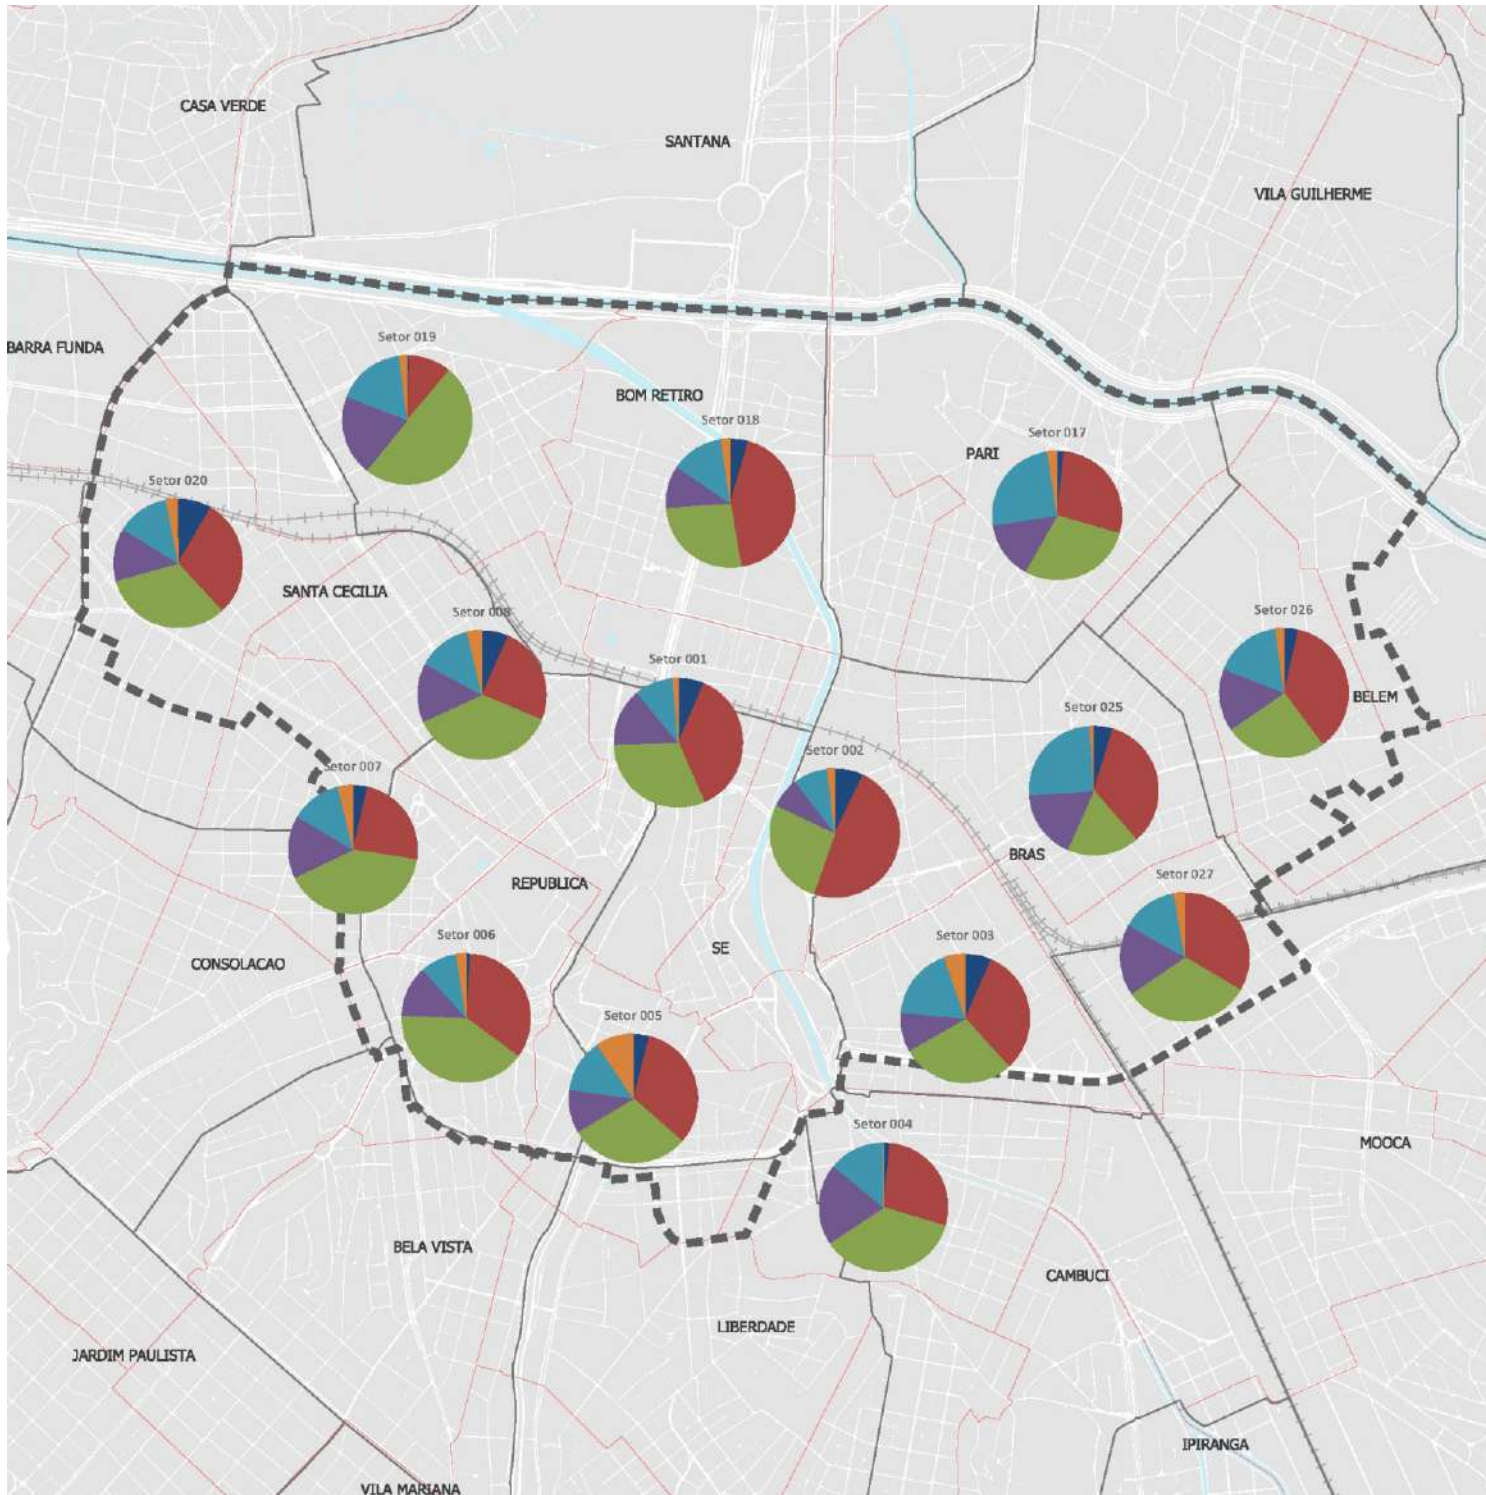 CASA VERDE
SANTANA
VILA GUILHERME
Setor 019
BARRA FUNDA
BOM RETIRO
Setor 018
Setor 017
PARI
Setor 020
SANTA CECILIA
Setor 008
Setor 026
Setor 001
BELEM
Setor 025
Setor 002
Setor 007
BRAS
REPUBLICA
Setor 027
Setor 006
Setor 003
SE
CONSOLACAO
Setor 005
Setor 004
MOOCA
BELA VISTA
CAMBUCI
LIBERDADE
JARDIM PAULISTA
IPIRANGA
VILA MARIANA